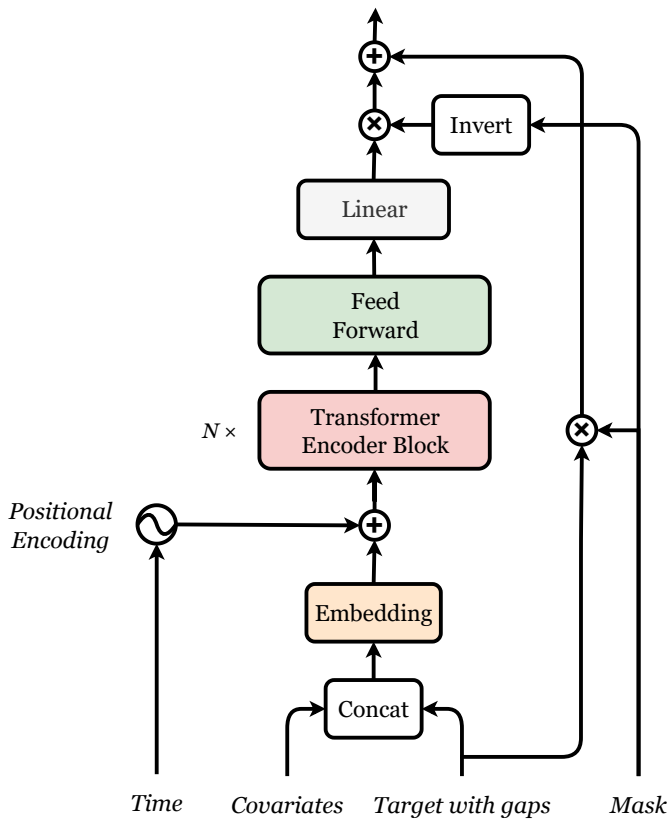 Invert
Linear
Feed
Forward
N ×
Transformer
Encoder Block
Positional
Encoding
Embedding
Concat
Time
Covariates
Target with gaps
Mask